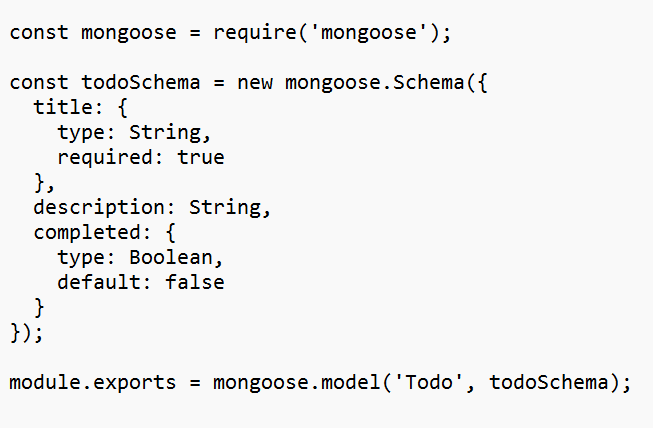 const mongoose = require('mongoose');

const todoSchema = new mongoose.Schema({
  title: {
    type: String,
    required: true
  },
  description: String,
  completed: {
    type: Boolean,
    default: false
  }
});

module.exports = mongoose.model('Todo', todoSchema);